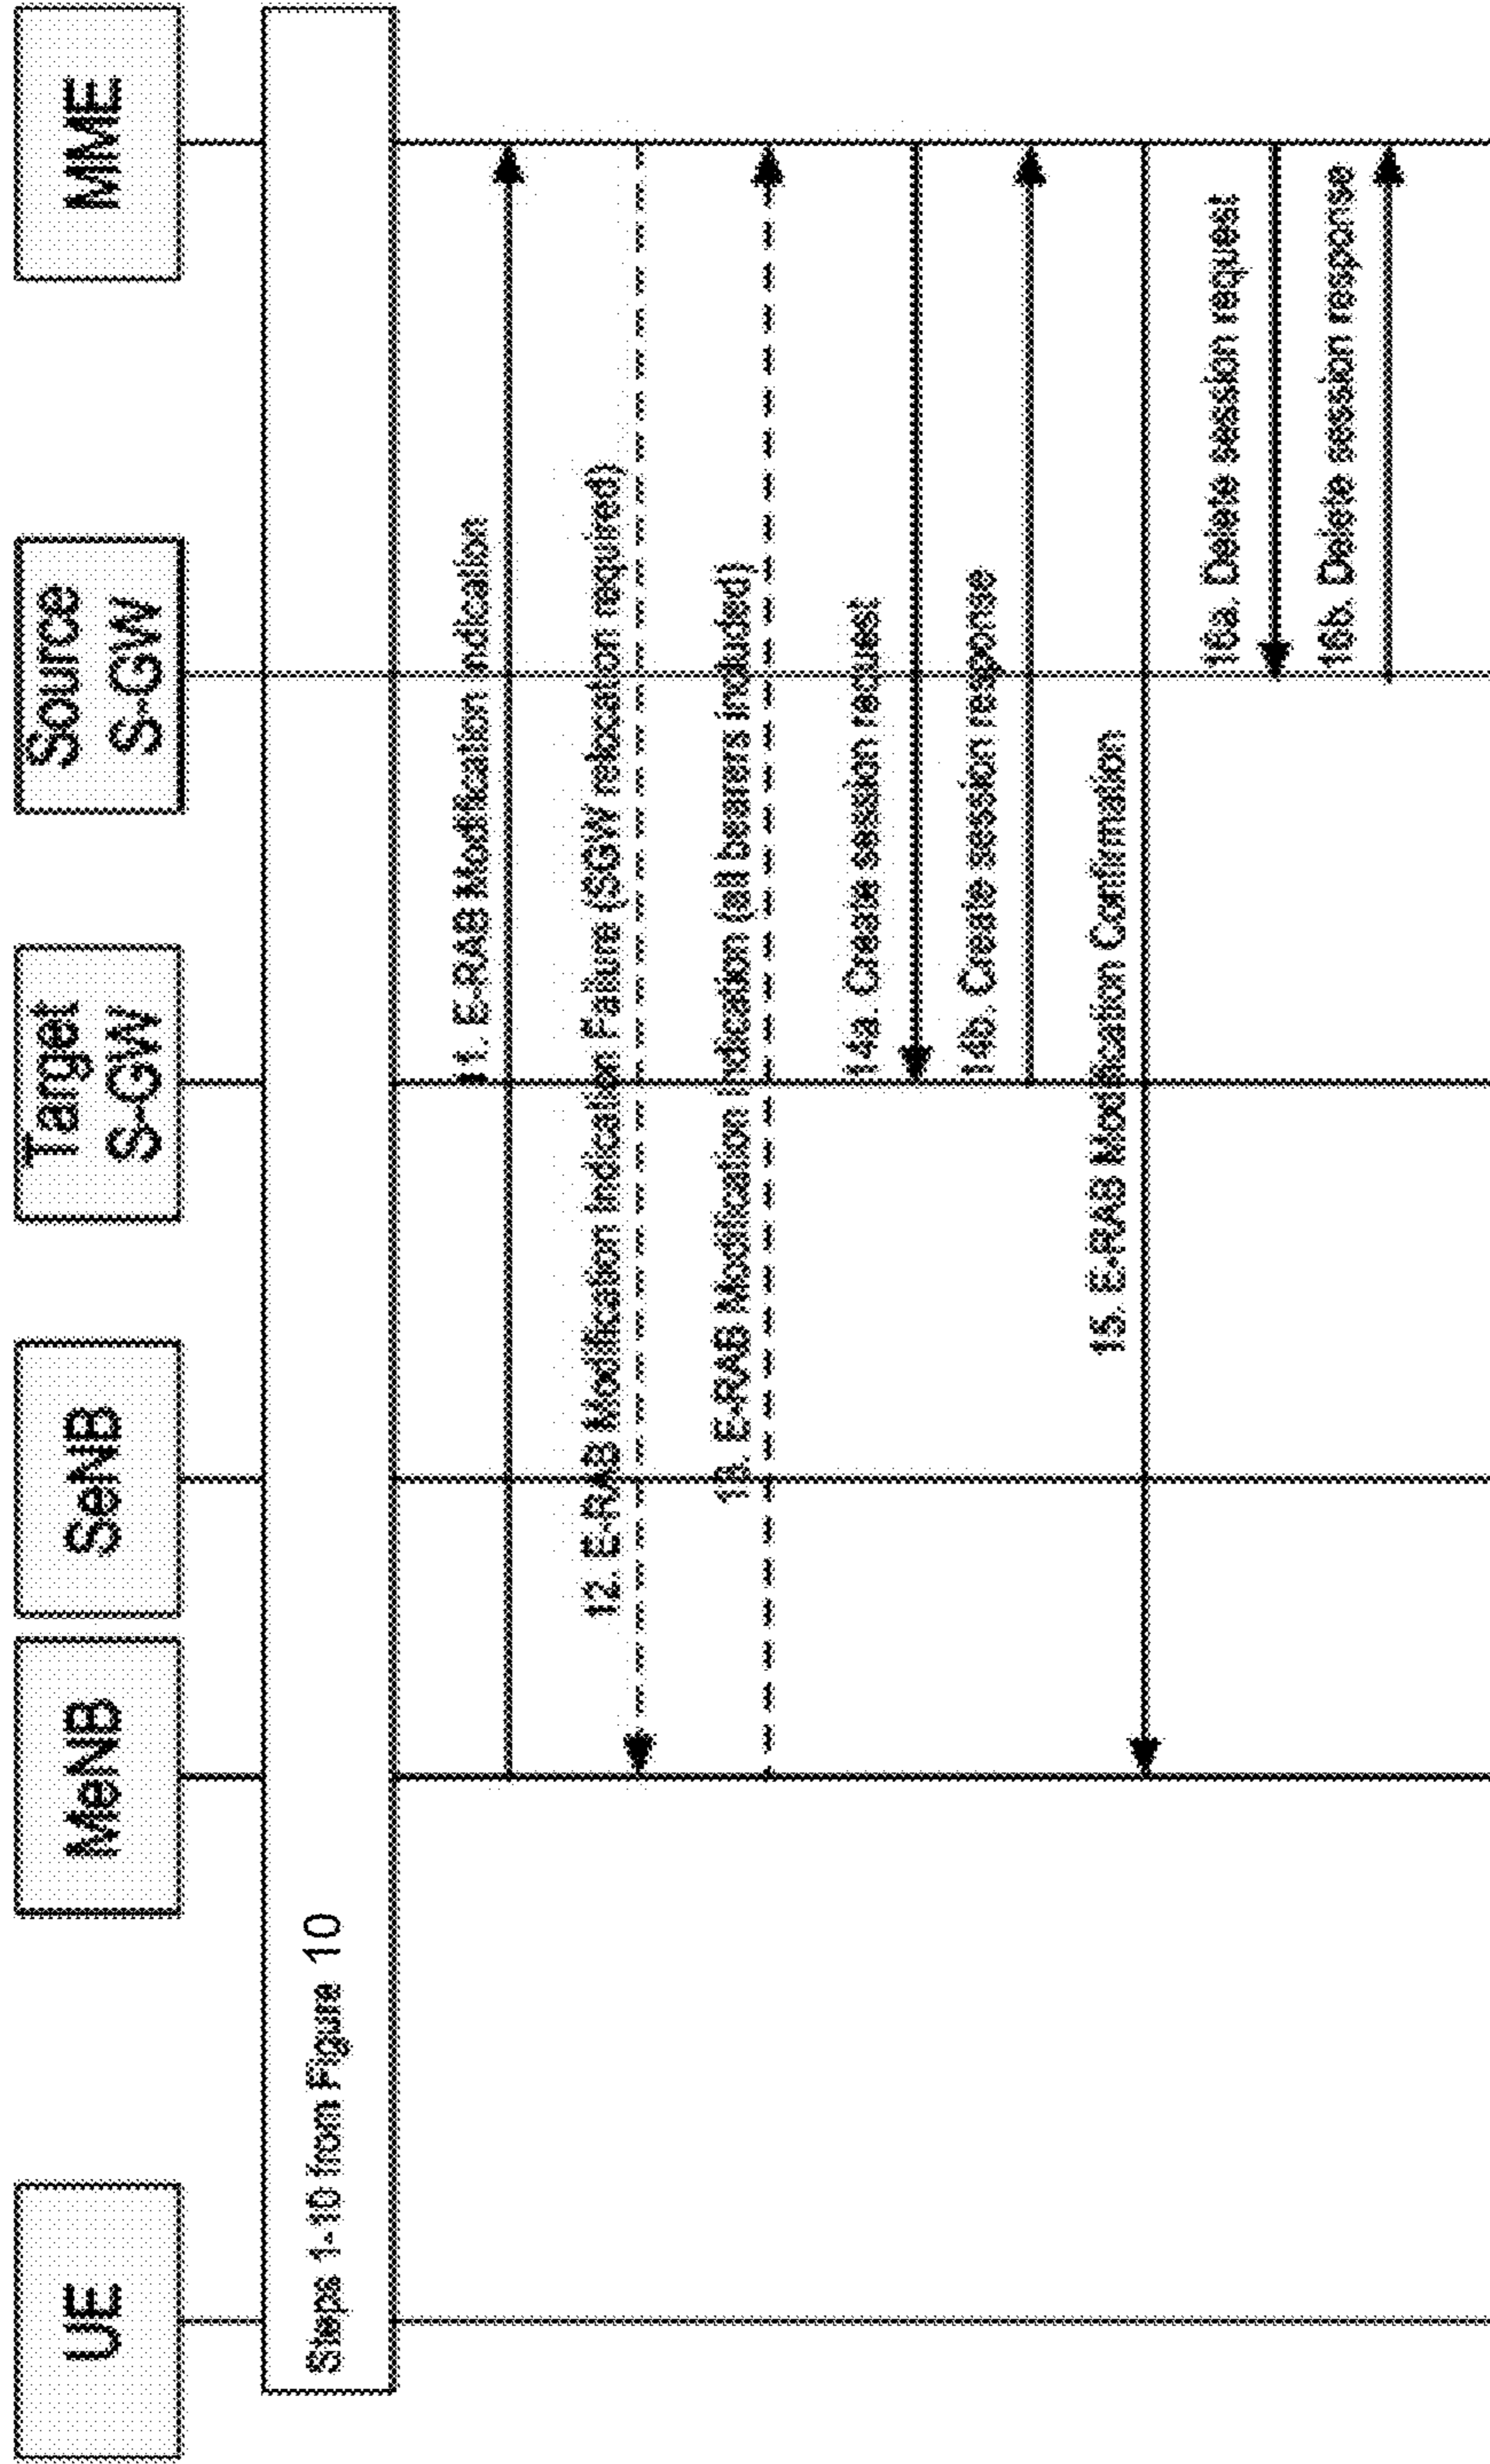 UE
MeNB
SeNB
Target
S-GW
Source
S-GW
MME
Steps 1-10 from Figure 10
11. E-RAB Modification indication
12. E-RAB Modification Indication Failure (SGW relocation required)
13. E-RAB Modification Indication (all bearers included)
14a. Create session request
14b. Create session response
15. E-RAB Modification Confirmation
16a. Delete session request
16b. Delete session response